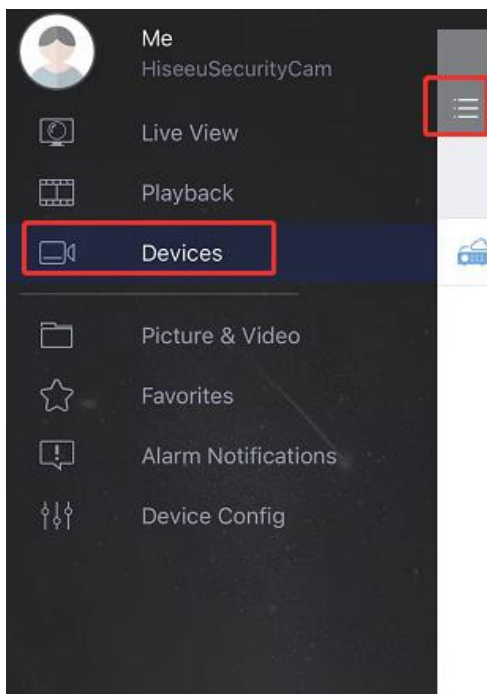 Me
HiseeuSecurityCam
Live View
Playback
Devices
Picture & Video
Favorites
Alarm Notifications
Device Config